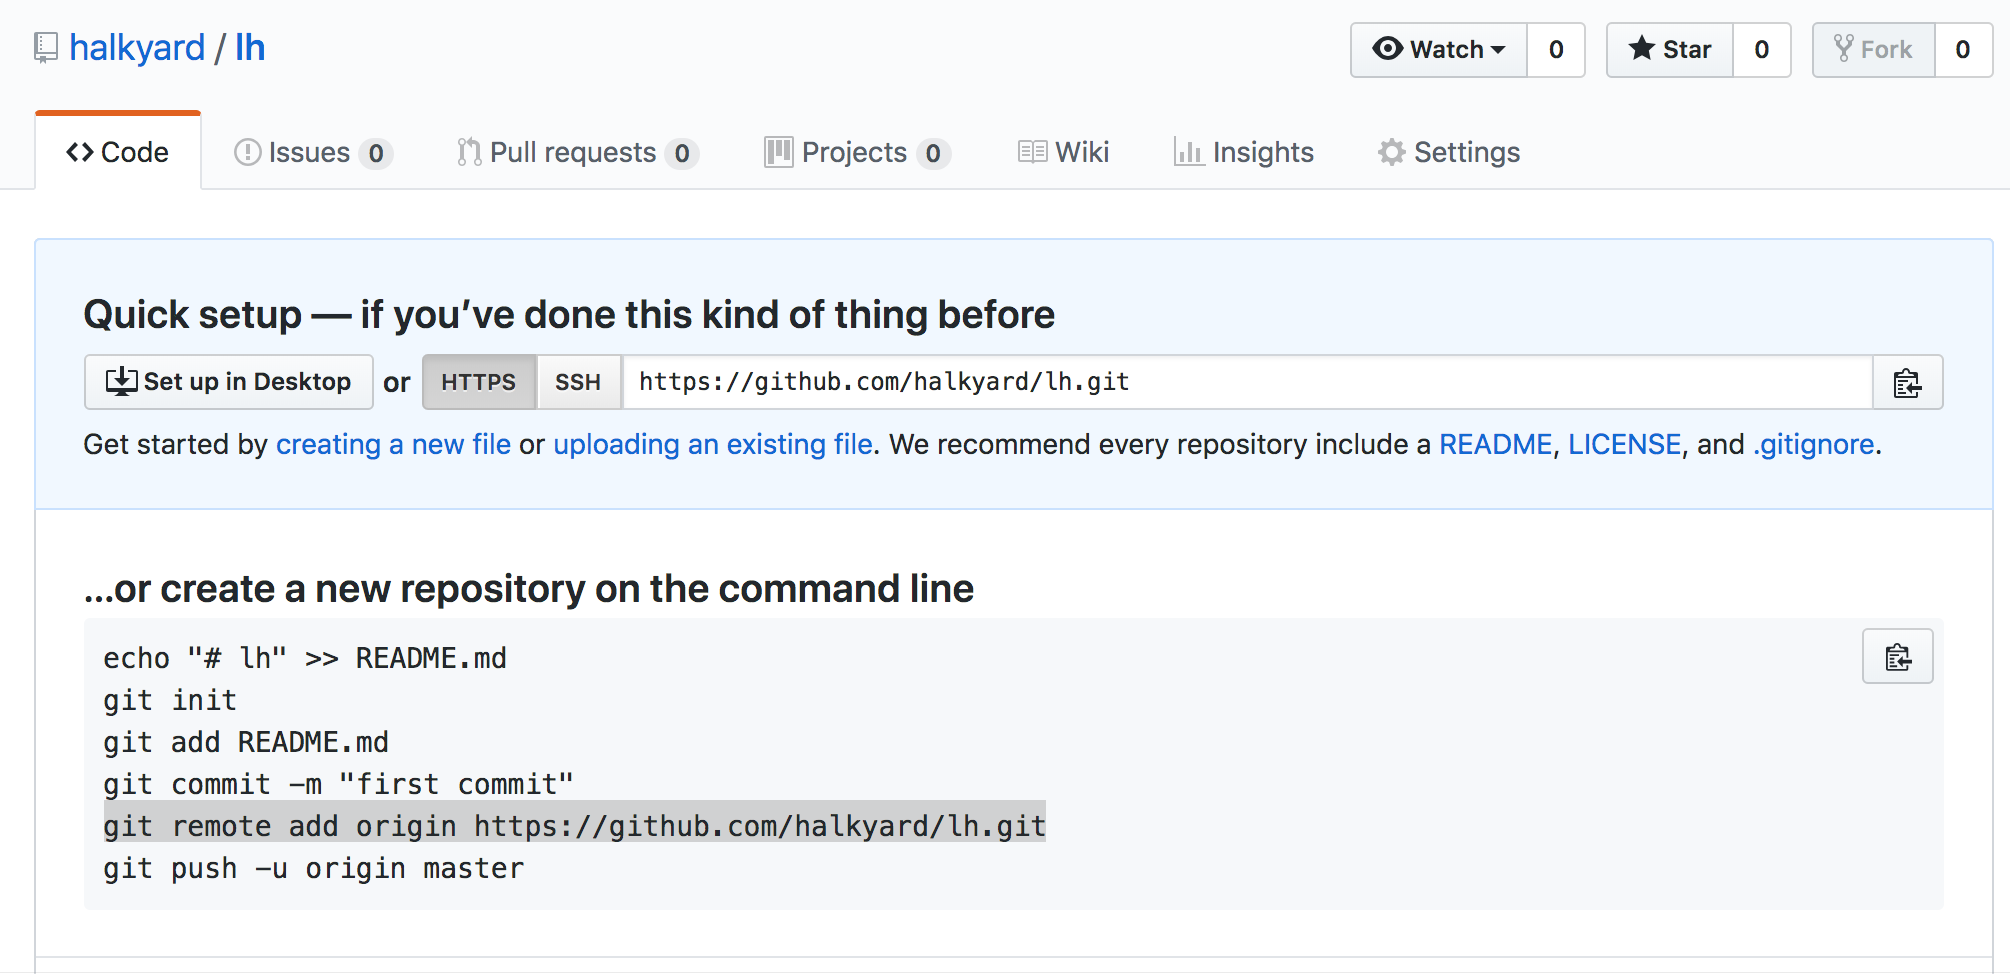 halkyard / lh
Watch 0 Star 0 Fork 0
Code Issues 0 Pull requests 0 Projects 0 Wiki Insights Settings
Quick setup — if you’ve done this kind of thing before
Set up in Desktop or HTTPS SSH https://github.com/halkyard/lh.git
Get started by creating a new file or uploading an existing file. We recommend every repository include a README, LICENSE, and .gitignore.
…or create a new repository on the command line
echo "# lh" >> README.md
git init
git add README.md
git commit -m "first commit"
git remote add origin https://github.com/halkyard/lh.git
git push -u origin master